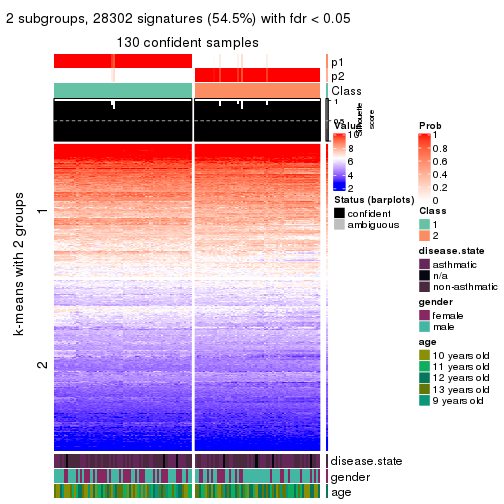 2 subgroups, 28302 signatures (54.5%) with fdr < 0.05
130 confident samples
p1
p2
Class
1
0.5
Silhouette
score
k-means with 2 groups
1
2
disease.state
gender
age
Value
10
8
6
4
2
Status (barplots)
confident
ambiguous
Prob
1
0.8
0.6
0.4
0.2
0
Class
1
2
disease.state
asthmatic
n/a
non-asthmatic
gender
female
male
age
10 years old
11 years old
12 years old
13 years old
9 years old